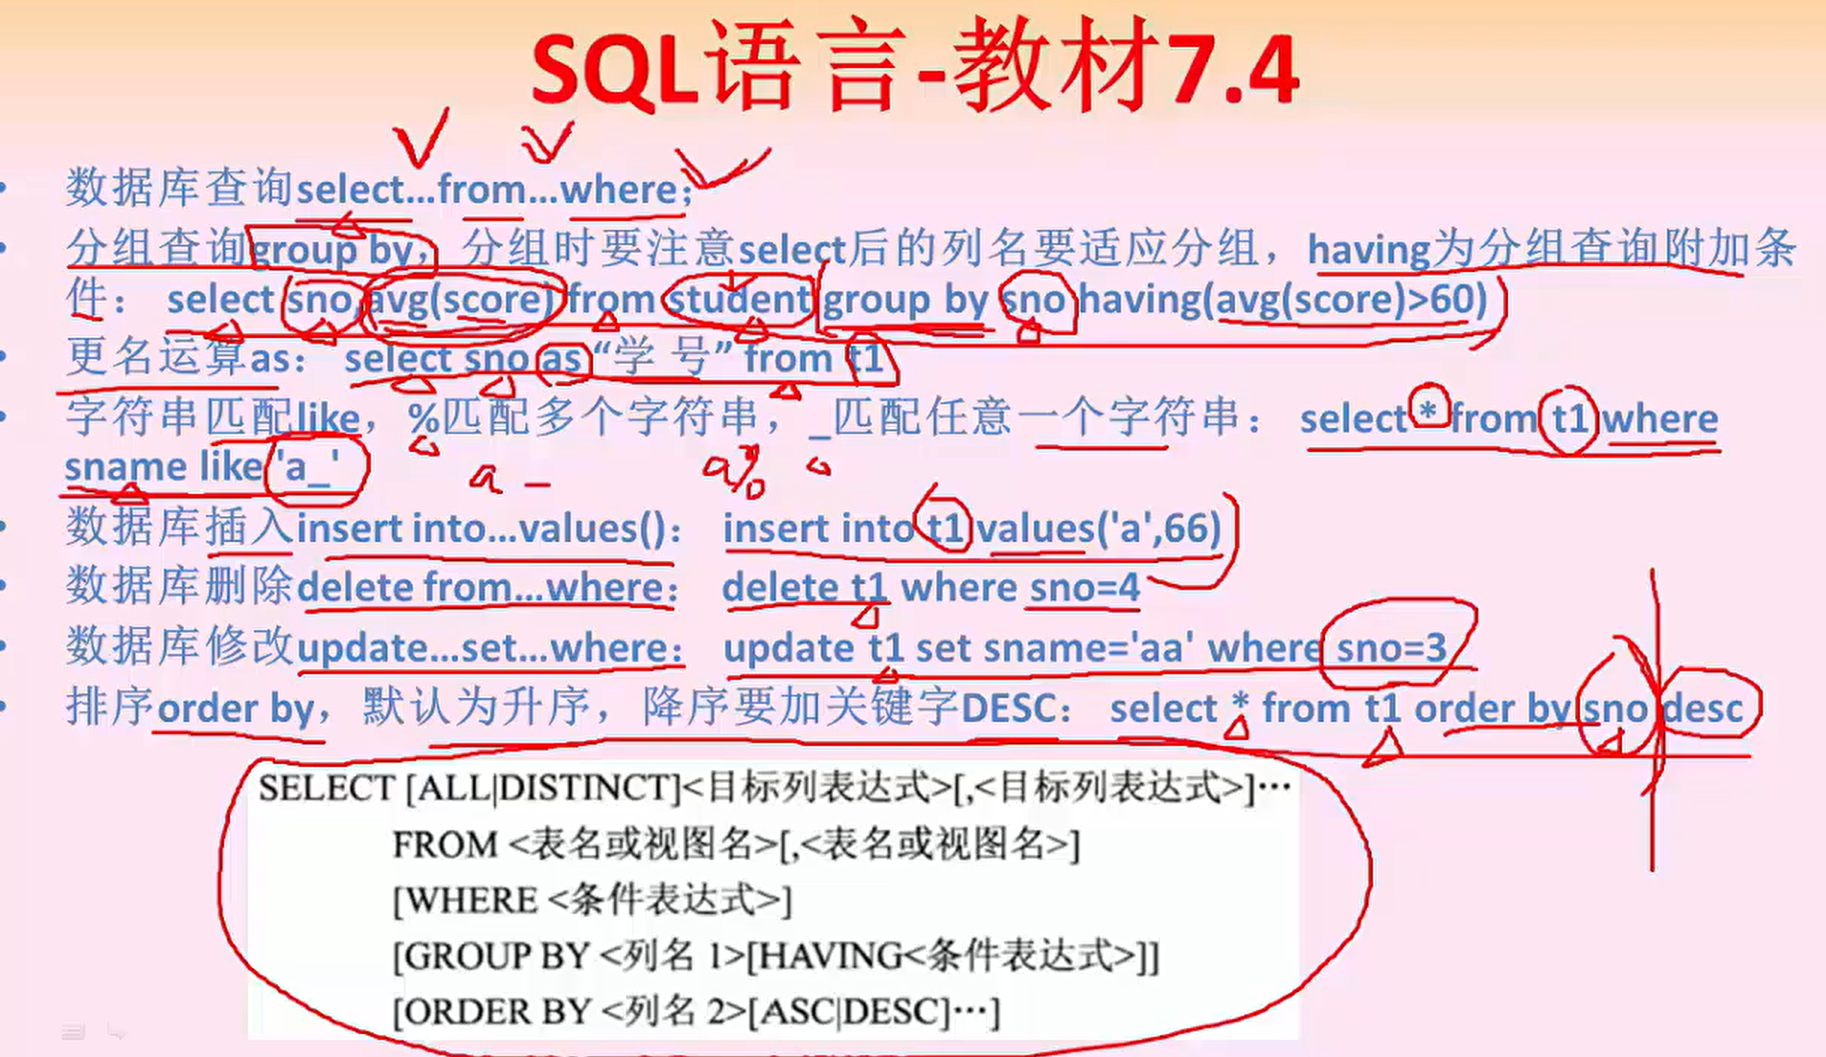 SQL语言-教材7.4
• 数据库查询select...from...where;
• 分组查询group by, 分组时要注意select后的列名要适应分组，having为分组查询附加条
件： select sno,avg(score) from student group by sno having(avg(score)>60)
• 更名运算as： select sno as “学 号” from t1
• 字符串匹配like，%匹配多个字符串，_匹配任意一个字符串： select * from t1 where
sname like 'a_'
a _ a%
• 数据库插入insert into...values()： insert into t1 values('a',66)
• 数据库删除delete from...where： delete t1 where sno=4
• 数据库修改update...set...where： update t1 set sname='aa' where sno=3
• 排序order by，默认为升序，降序要加关键字DESC： select * from t1 order by sno desc
SELECT [ALL|DISTINCT]<目标列表达式>[,<目标列表达式>]…
FROM <表名或视图名>[,<表名或视图名>]
[WHERE <条件表达式>]
[GROUP BY <列名 1>[HAVING<条件表达式>]]
[ORDER BY <列名 2>[ASC|DESC]…]